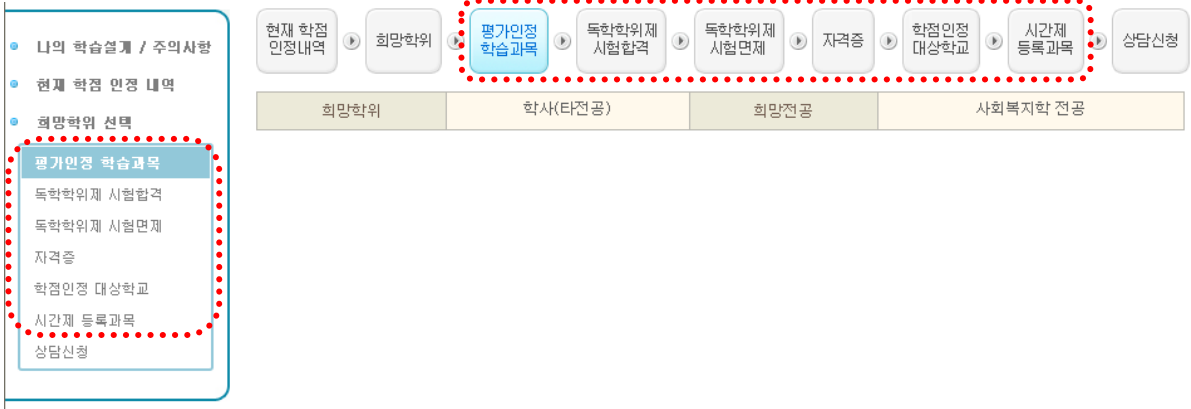 나의 학습설계 / 주의사항
현재 학점 인정 내역
희망학위 선택
평가인정 학습과목
독학학위제 시험합격
독학학위제 시험면제
자격증
학점인정 대상학교
시간제 등록과목
상담신청
현재 학점
인정내역
희망학위
평가인정
학습과목
독학학위제
시험합격
독학학위제
시험면제
자격증
학점인정
대상학교
시간제
등록과목
상담신청
희망학위 학사(타전공) 희망전공 사회복지학 전공